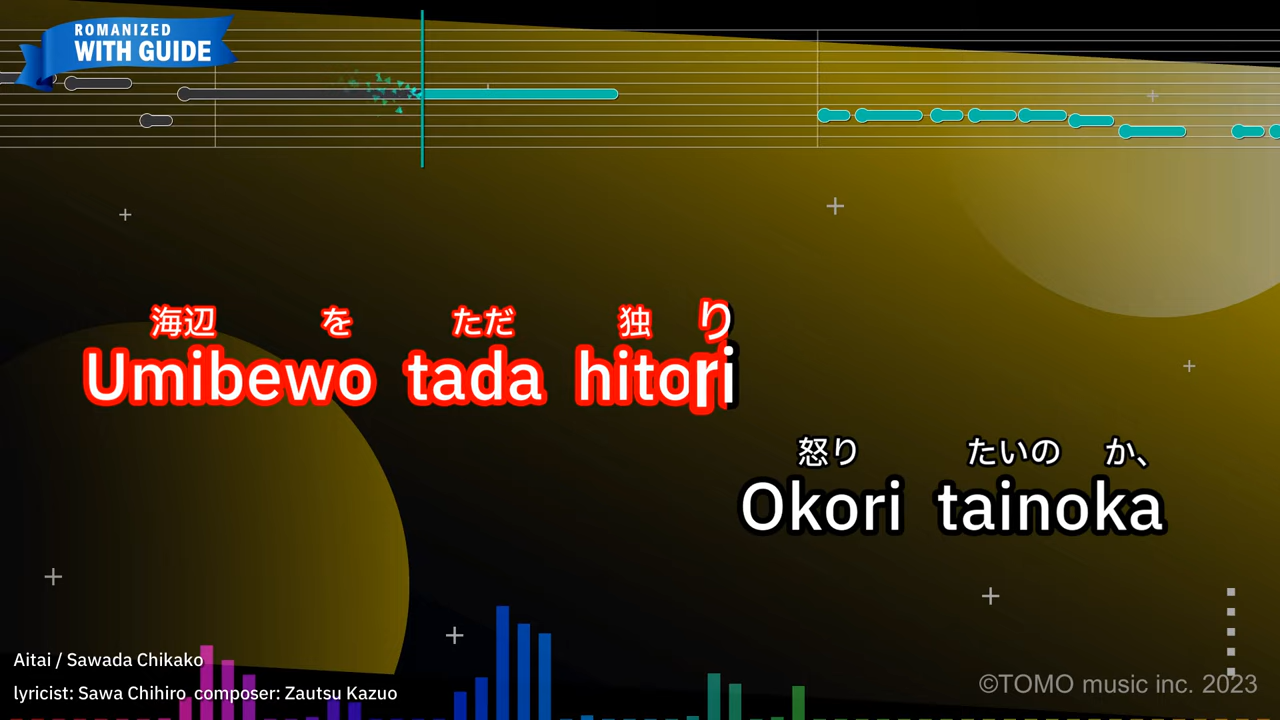 ROMANIZED
WITH GUIDE
海辺 を ただ 独 り
Umibewo tada hitori
怒り たいの か、
Okori tainoka
Aitai / Sawada Chikako
lyricist: Sawa Chihiro composer: Zautsu Kazuo
©TOMO music inc. 2023